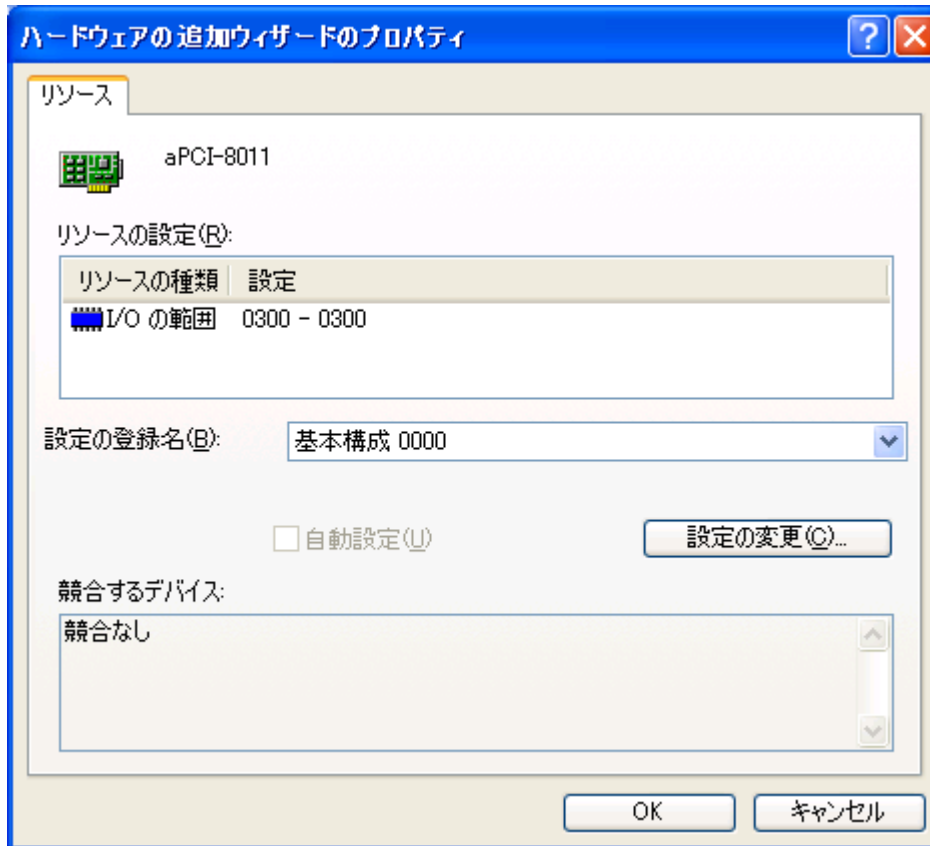 ハードウェアの追加ウィザードのプロパティ
リソース
aPCI-8011
リソースの設定(R):
リソースの種類 設定
I/O の範囲 0300 - 0300
設定の登録名(B): 基本構成 0000
自動設定(U) 設定の変更(C)...
競合するデバイス:
競合なし
OK キャンセル